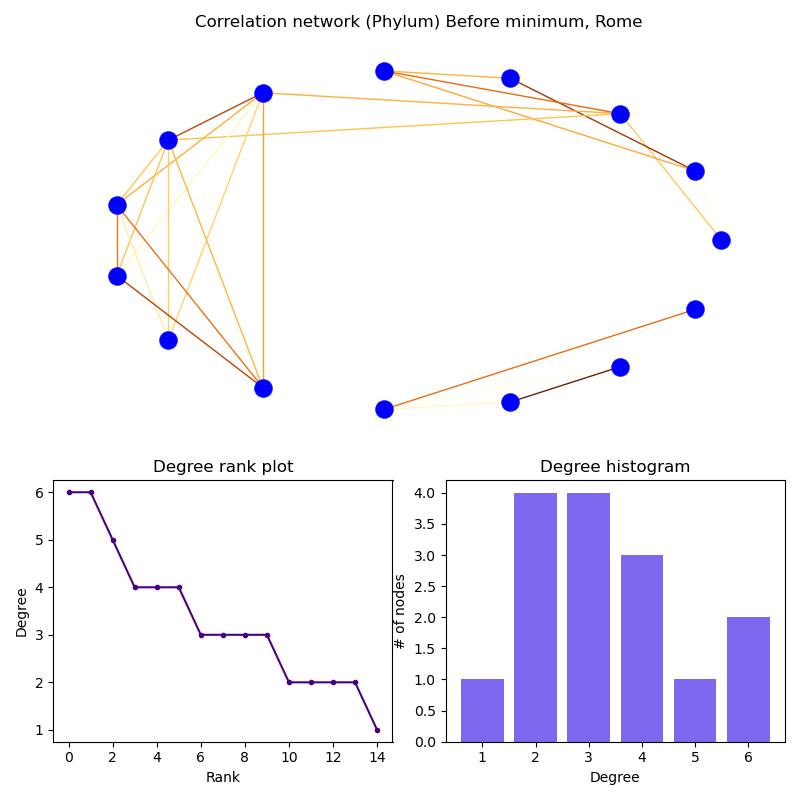 Correlation network (Phylum) Before minimum, Rome
Degree rank plot
6
5
4
3
2
1
Degree
0 2 4 6 8 10 12 14
Rank
Degree histogram
4.0
3.5
3.0
2.5
2.0
1.5
1.0
0.5
0.0
# of nodes
1 2 3 4 5 6
Degree